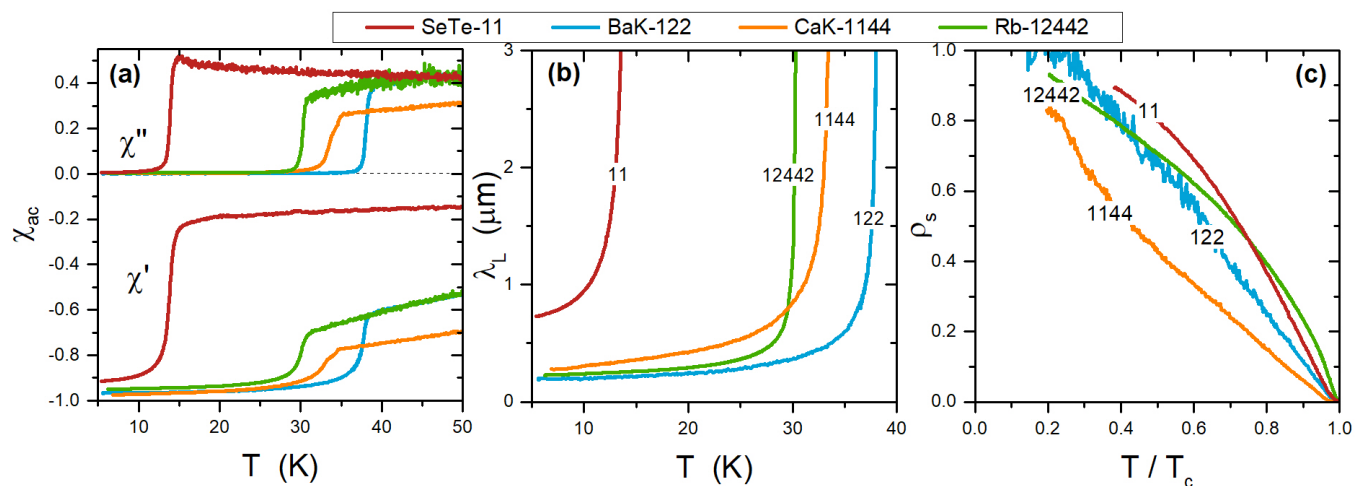 SeTe-11 BaK-122 CaK-1144 Rb-12442
(a)
χ"
χ'
χac
0.4
0.2
0.0
-0.2
-0.4
-0.6
-0.8
-1.0
10 20 30 40 50
T (K)
(b)
λL (μm)
3
2
1
0
11
12442
1144
122
10 20 30 40
T (K)
(c)
ρs
1.0
0.8
0.6
0.4
0.2
0.0
12442
11
1144
122
0.0 0.2 0.4 0.6 0.8 1.0
T / Tc